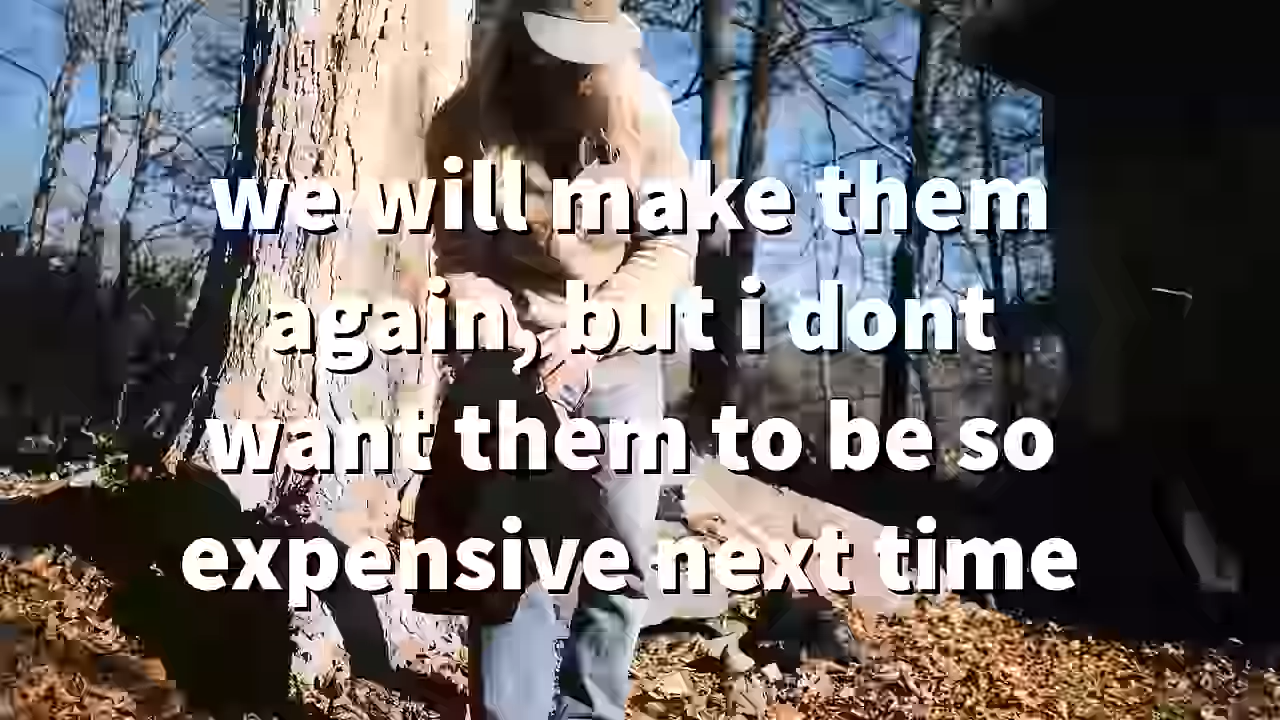 we will make them
again, but i dont
want them to be so
expensive next time